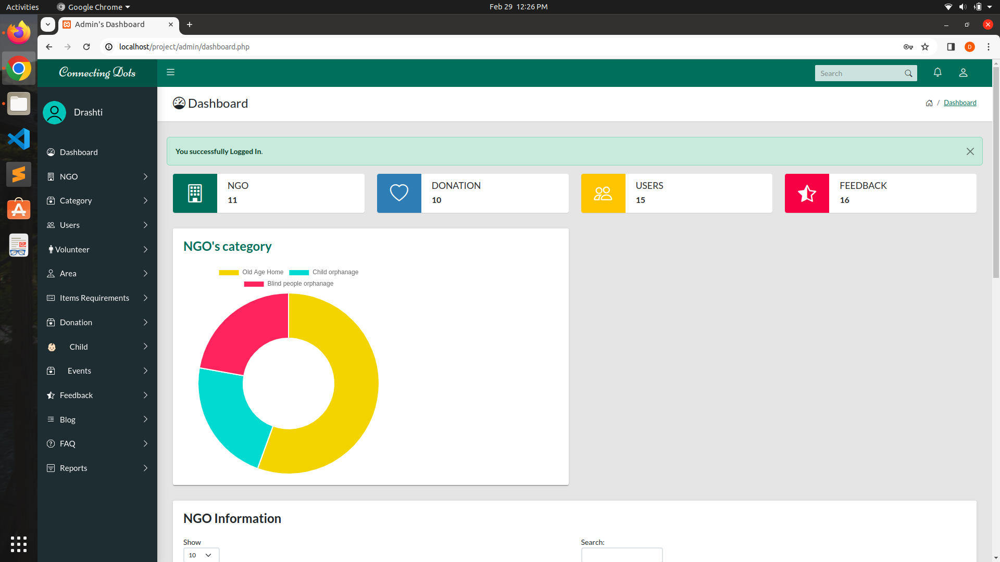 Activities
Google Chrome
Feb 29 12:26 PM
Admin's Dashboard
localhost/project/admin/dashboard.php
D
Connecting Dots
Search
Drashti
Dashboard
NGO
Category
Users
Volunteer
Area
Items Requirements
Donation
Child
Events
Feedback
Blog
FAQ
Reports
Dashboard
/ Dashboard
You successfully Logged In.
NGO
11
DONATION
10
USERS
15
FEEDBACK
16
NGO's category
Old Age Home
Child orphanage
Blind people orphanage
NGO Information
Show
10
Search: